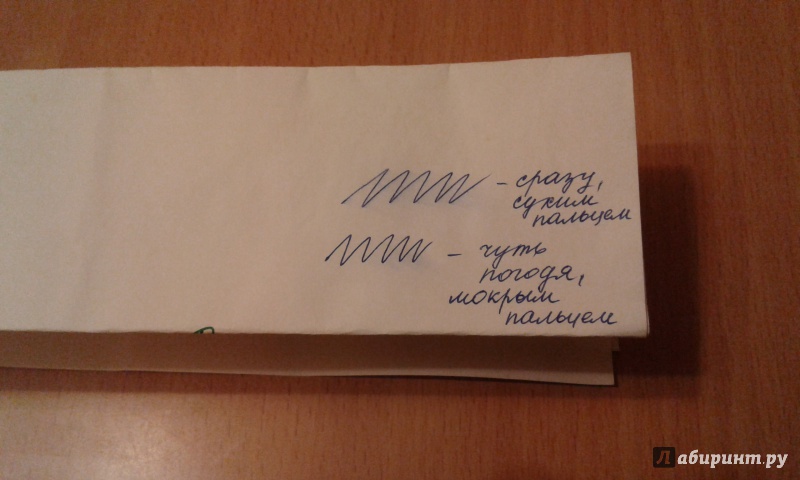 - сразу,
сухим
пальцем
- чуть
погодя,
мокрым
пальцем
Лабиринт.ру